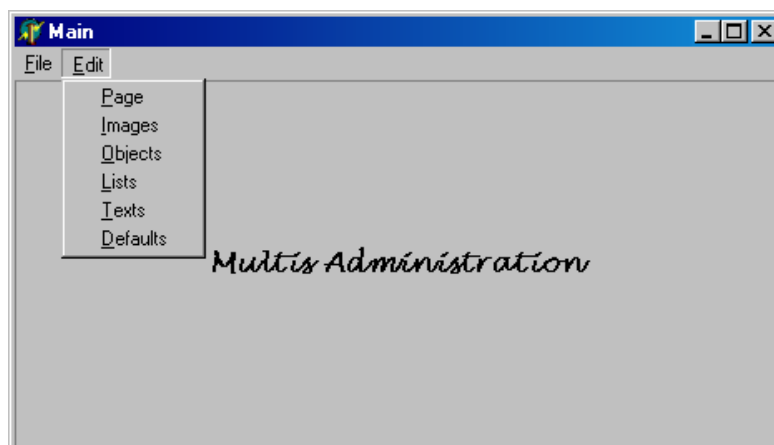 Main
File Edit
Page
Images
Objects
Lists
Texts
Defaults
Multis Administration